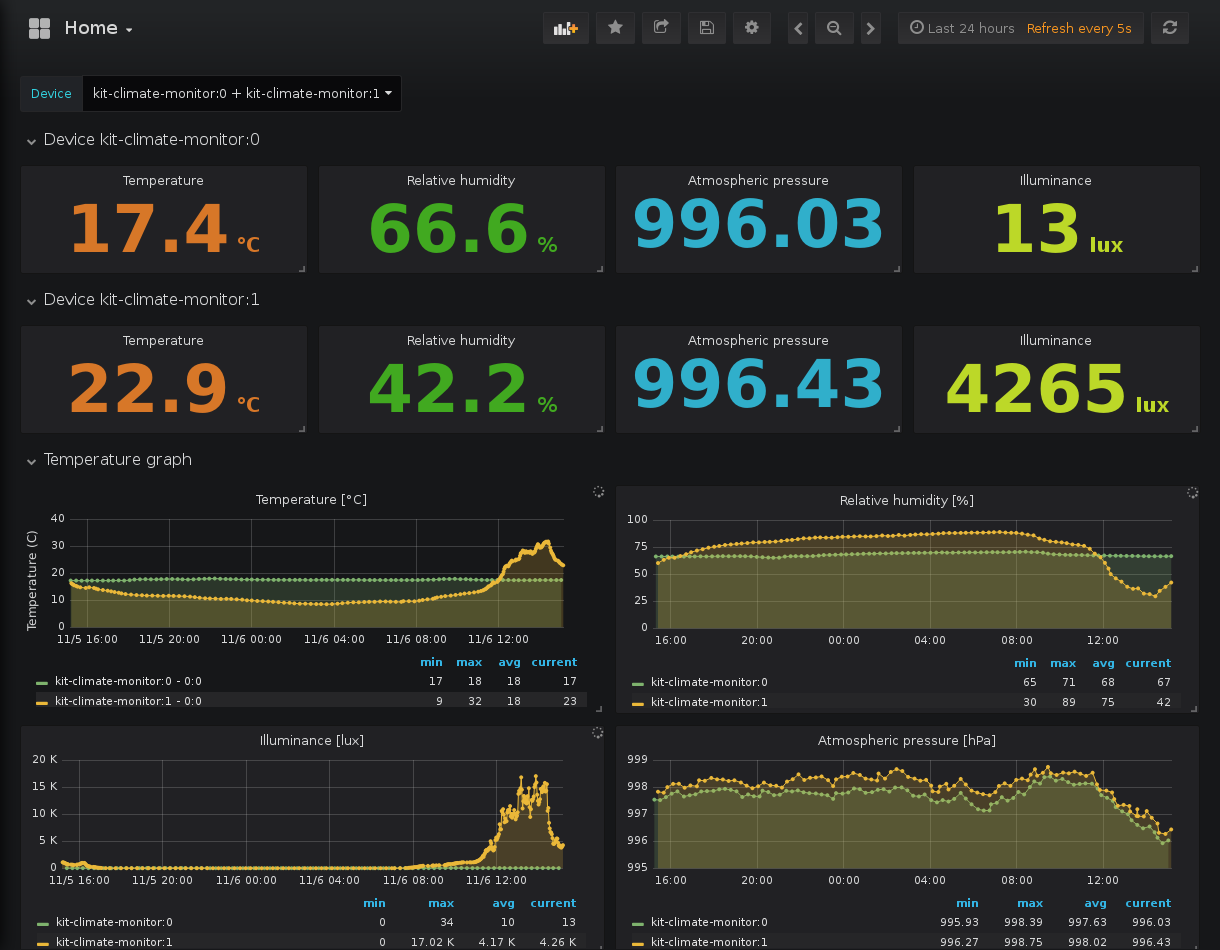 Home
Last 24 hours Refresh every 5s
Device kit-climate-monitor:0 + kit-climate-monitor:1
Device kit-climate-monitor:0
Temperature
17.4 °C
Relative humidity
66.6 %
Atmospheric pressure
996.03
Illuminance
13 lux
Device kit-climate-monitor:1
Temperature
22.9 °C
Relative humidity
42.2 %
Atmospheric pressure
996.43
Illuminance
4265 lux
Temperature graph
Temperature [°C]
Temperature (C)
40
30
20
10
0
11/5 16:00 11/5 20:00 11/6 00:00 11/6 04:00 11/6 08:00 11/6 12:00
min max avg current
kit-climate-monitor:0 - 0:0 17 18 18 17
kit-climate-monitor:1 - 0:0 9 32 18 23
Relative humidity [%]
100
75
50
25
0
16:00 20:00 00:00 04:00 08:00 12:00
min max avg current
kit-climate-monitor:0 65 71 68 67
kit-climate-monitor:1 30 89 75 42
Illuminance [lux]
20 K
15 K
10 K
5 K
0
11/5 16:00 11/5 20:00 11/6 00:00 11/6 04:00 11/6 08:00 11/6 12:00
min max avg current
kit-climate-monitor:0 0 34 10 13
kit-climate-monitor:1 0 17.02 K 4.17 K 4.26 K
Atmospheric pressure [hPa]
999
998
997
996
995
16:00 20:00 00:00 04:00 08:00 12:00
min max avg current
kit-climate-monitor:0 995.93 998.39 997.63 996.03
kit-climate-monitor:1 996.27 998.75 998.02 996.43